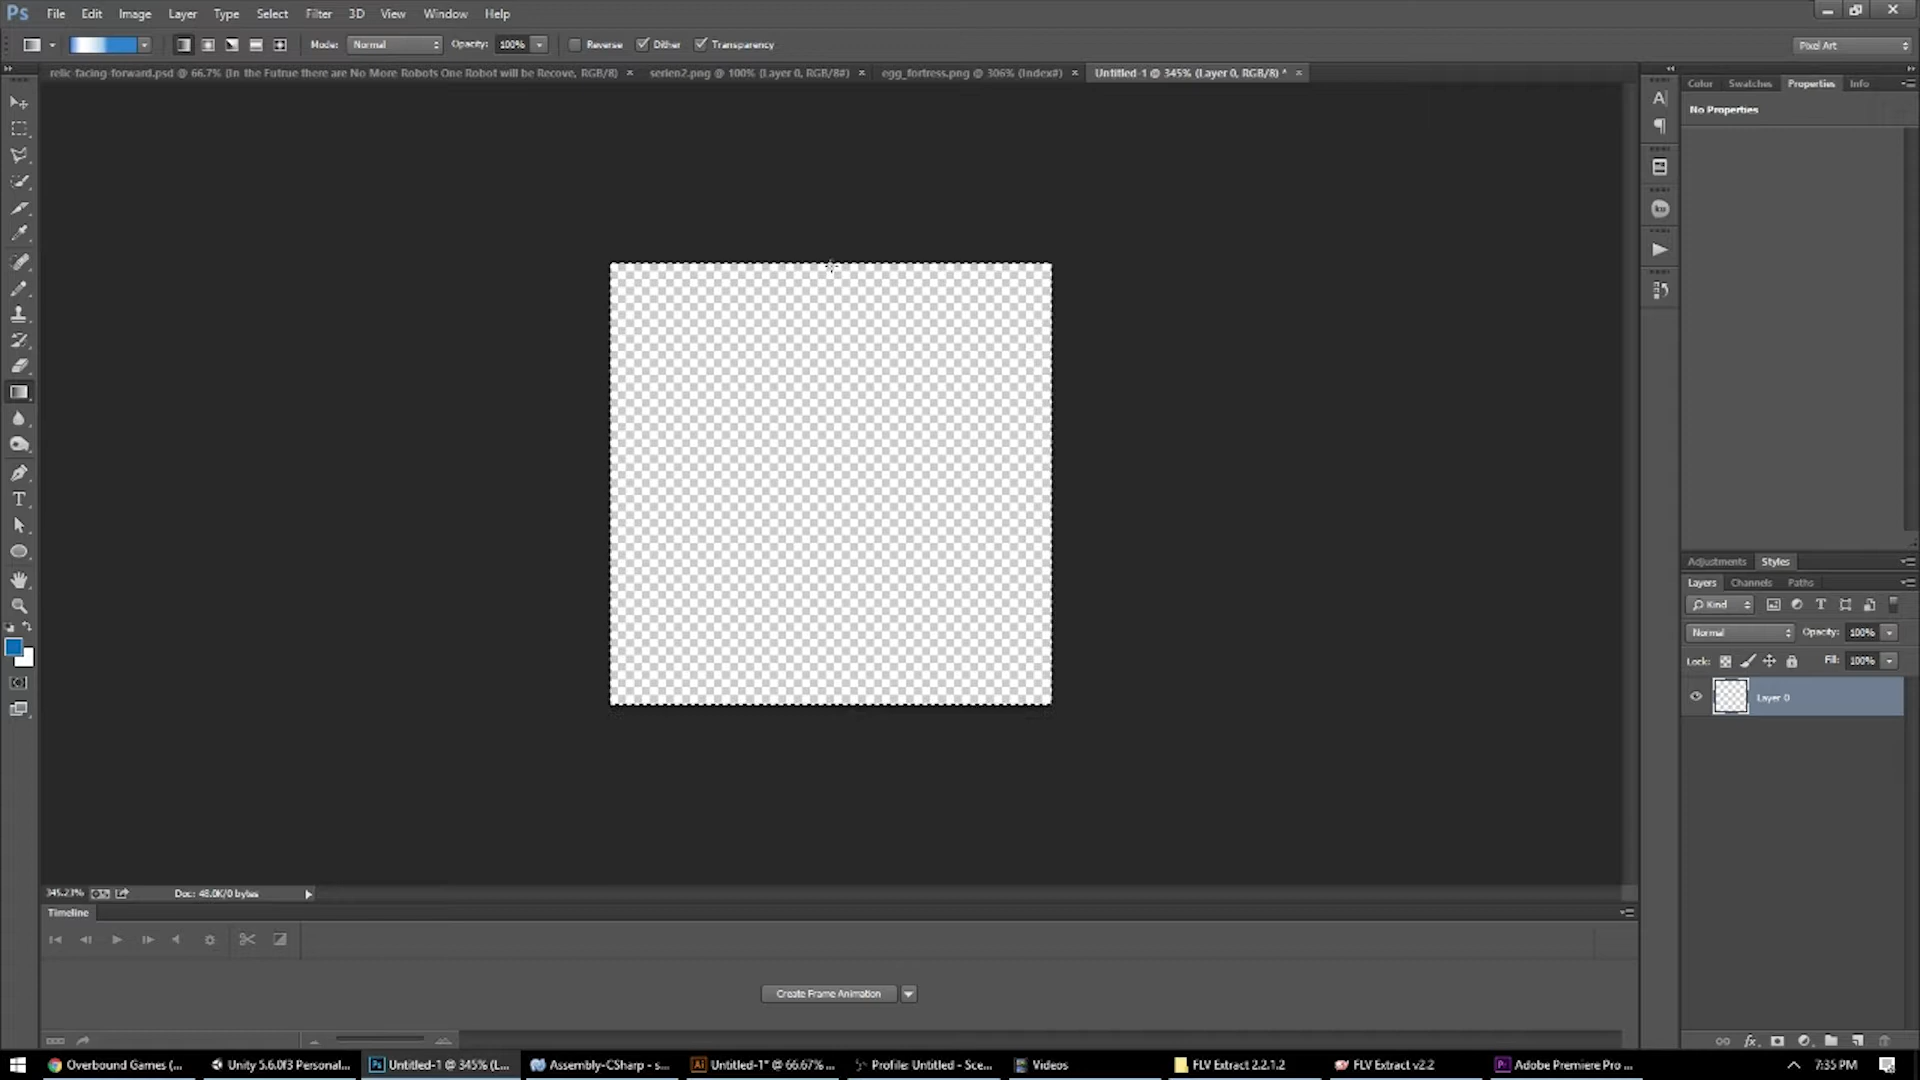 Ps File Edit Image Layer Type Select Filter 3D View Window Help
Mode: Normal Opacity: 100% Reverse Dither Transparency Pixel Art
relic-facing-forward.psd @ 66.7% (In the Futrue there are No More Robots One Robot will be Recove, RGB/8) × serien2.png @ 100% (Layer 0, RGB/8#) × egg_fortress.png @ 306% (Index#) × Untitled-1 @ 345% (Layer 0, RGB/8) * ×
Color Swatches Properties Info
No Properties
Adjustments Styles
Layers Channels Paths
Kind
Normal Opacity: 100%
Lock: Fill: 100%
Layer 0
345.23% Doc: 48.0K/0 bytes
Timeline
Create Frame Animation
Overbound Games (... Unity 5.6.0f3 Personal... Untitled-1 @ 345% (L... Assembly-CSharp - s... Untitled-1* @ 66.67% ... Profile: Untitled - Sce... Videos FLV Extract 2.2.1.2 FLV Extract v2.2 Adobe Premiere Pro ... 7:35 PM